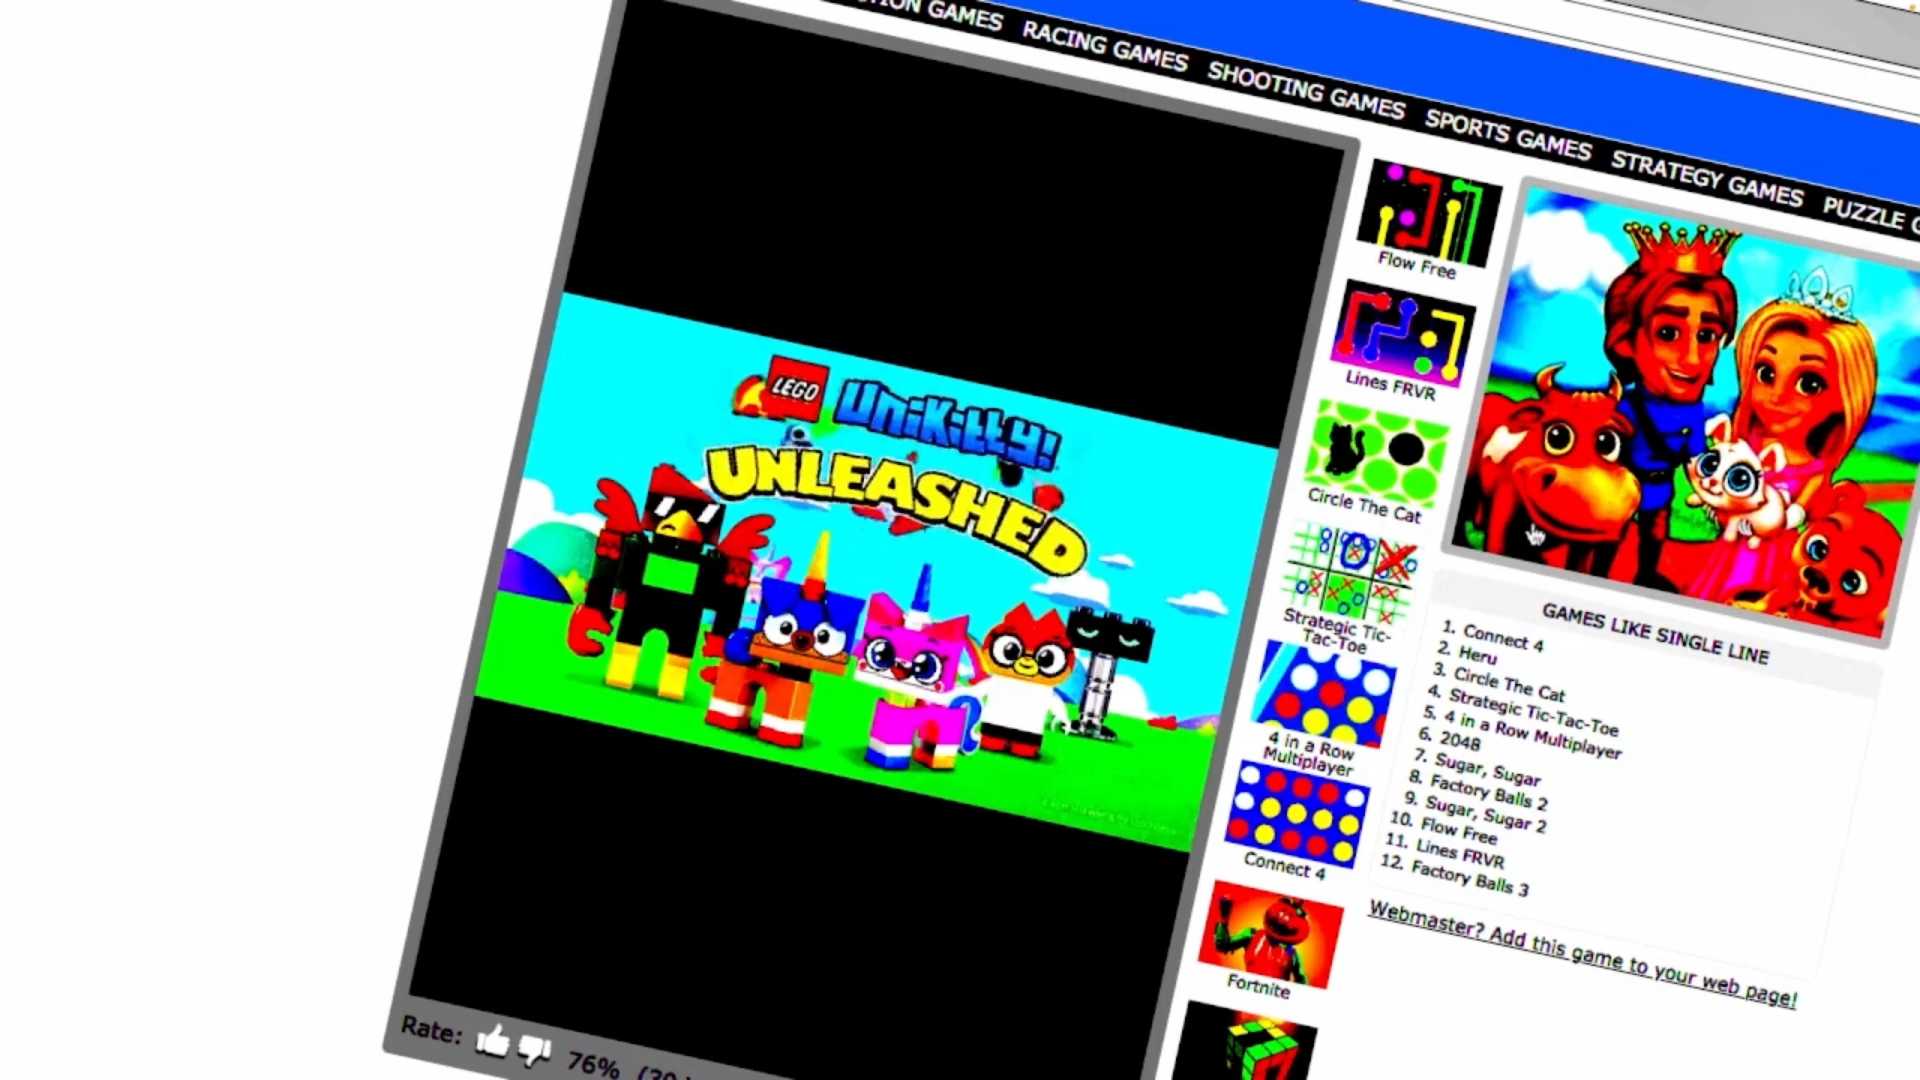 GAMES RACING GAMES SHOOTING GAMES SPORTS GAMES STRATEGY GAMES PUZZLE
LEGO UniKitty!
UNLEASHED
Rate: 76%
Flow Free
Lines FRVR
Circle The Cat
Strategic Tic-
Tac-Toe
4 in a Row
Multiplayer
Connect 4
Fortnite
GAMES LIKE SINGLE LINE
1. Connect 4
2. Heru
3. Circle The Cat
4. Strategic Tic-Tac-Toe
5. 4 in a Row Multiplayer
6. 2048
7. Sugar, Sugar
8. Factory Balls 2
9. Sugar, Sugar 2
10. Flow Free
11. Lines FRVR
12. Factory Balls 3
Webmaster? Add this game to your web page!